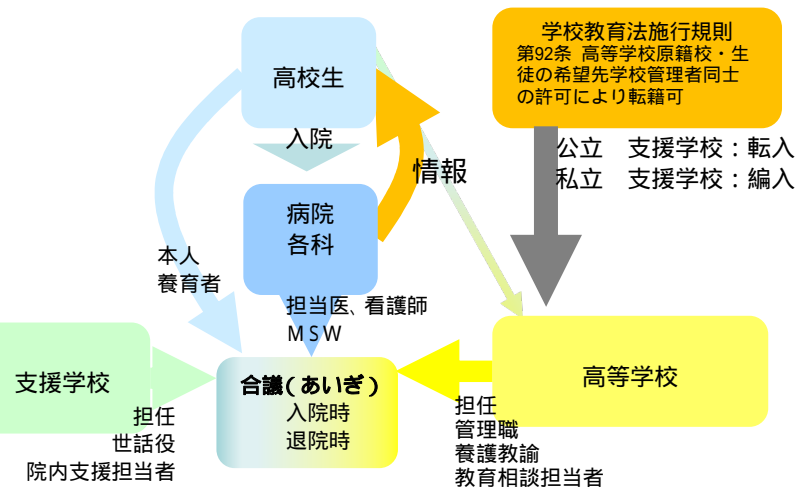 高校生
学校教育法施行規則
第92条 高等学校原籍校・生
徒の希望先学校管理者同士
の許可により転籍可
入院
情報
公立　支援学校：転入
私立　支援学校：編入
病院
各科
本人
養育者
担当医、看護師
ＭＳＷ
支援学校
担任
世話役
院内支援担当者
合議（あいぎ）
入院時
退院時
高等学校
担任
管理職
養護教諭
教育相談担当者